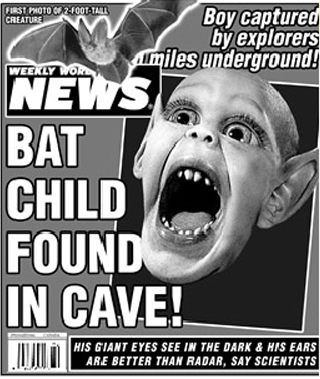 FIRST PHOTO OF 2-FOOT-TALL
CREATURE
Boy captured
by explorers
miles underground!
WEEKLY WOR
NEWS
BAT
CHILD
FOUND
IN CAVE!
HIS GIANT EYES SEE IN THE DARK & HIS EARS
ARE BETTER THAN RADAR, SAY SCIENTISTS